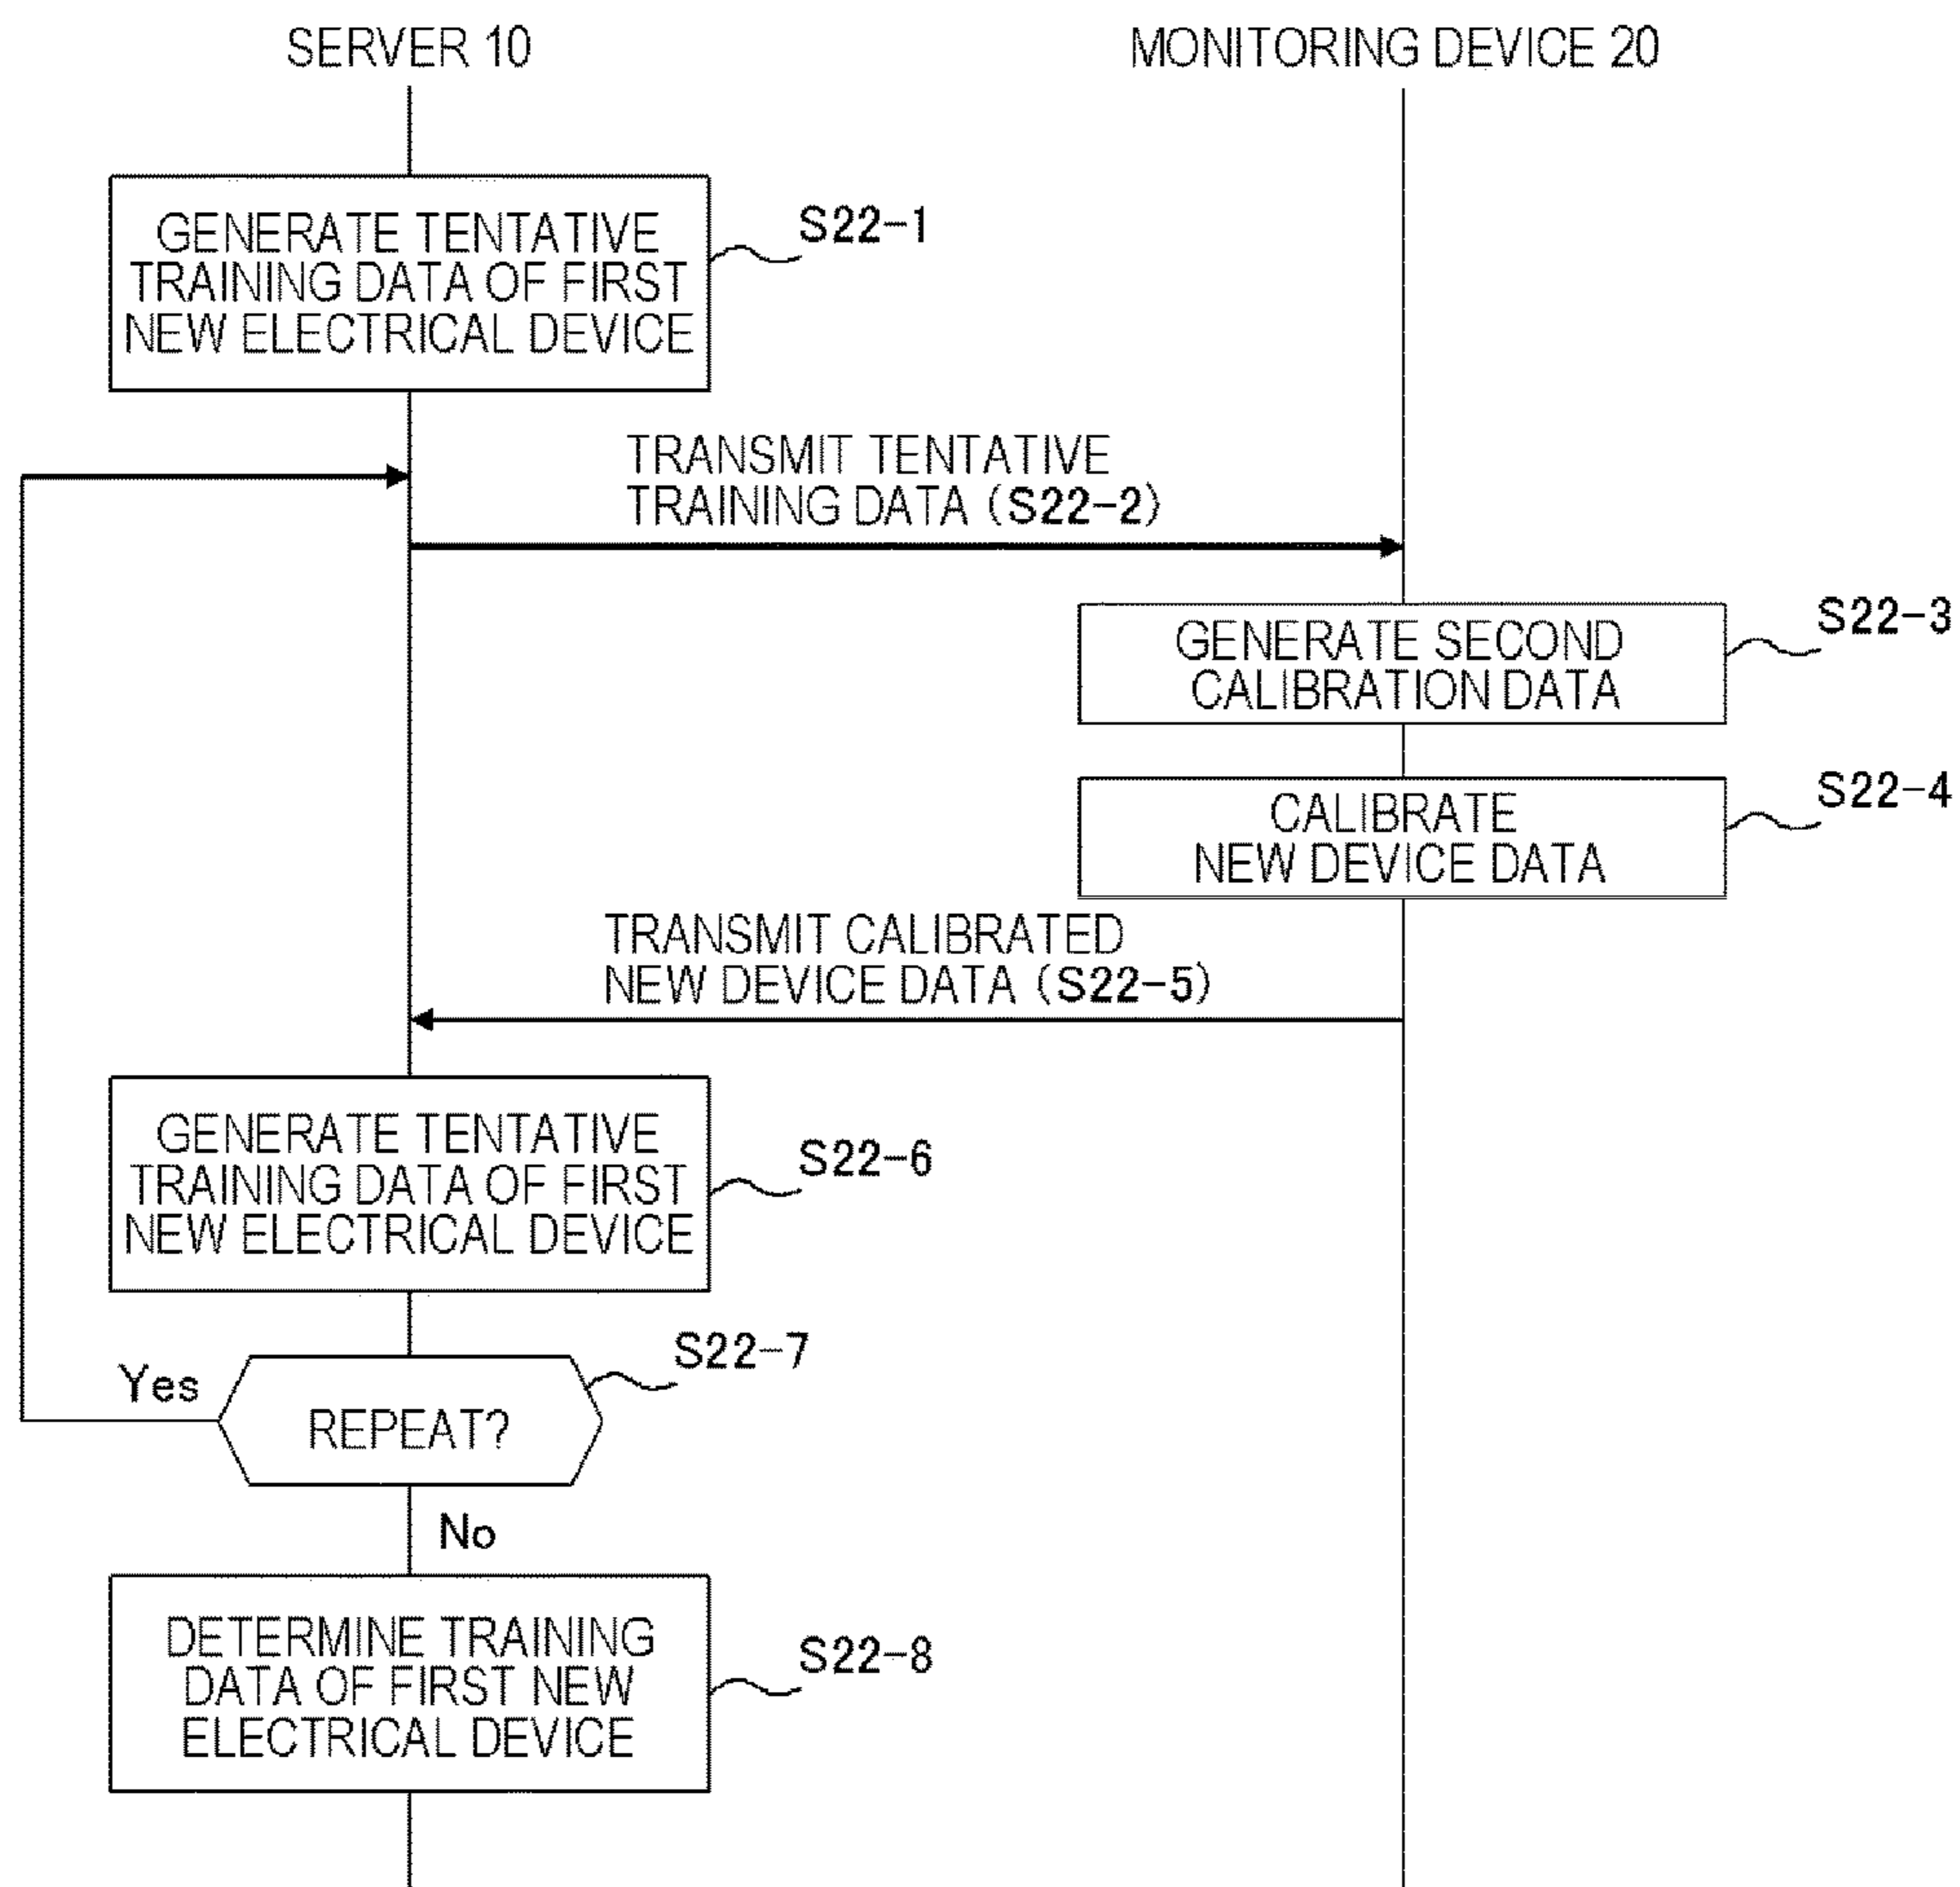 SERVER 10
MONITORING DEVICE 20
GENERATE TENTATIVE
TRAINING DATA OF FIRST
NEW ELECTRICAL DEVICE
S22-1
TRANSMIT TENTATIVE
TRAINING DATA (S22-2)
GENERATE SECOND
CALIBRATION DATA
S22-3
CALIBRATE
NEW DEVICE DATA
S22-4
TRANSMIT CALIBRATED
NEW DEVICE DATA (S22-5)
GENERATE TENTATIVE
TRAINING DATA OF FIRST
NEW ELECTRICAL DEVICE
S22-6
S22-7
Yes
REPEAT?
No
DETERMINE TRAINING
DATA OF FIRST NEW
ELECTRICAL DEVICE
S22-8